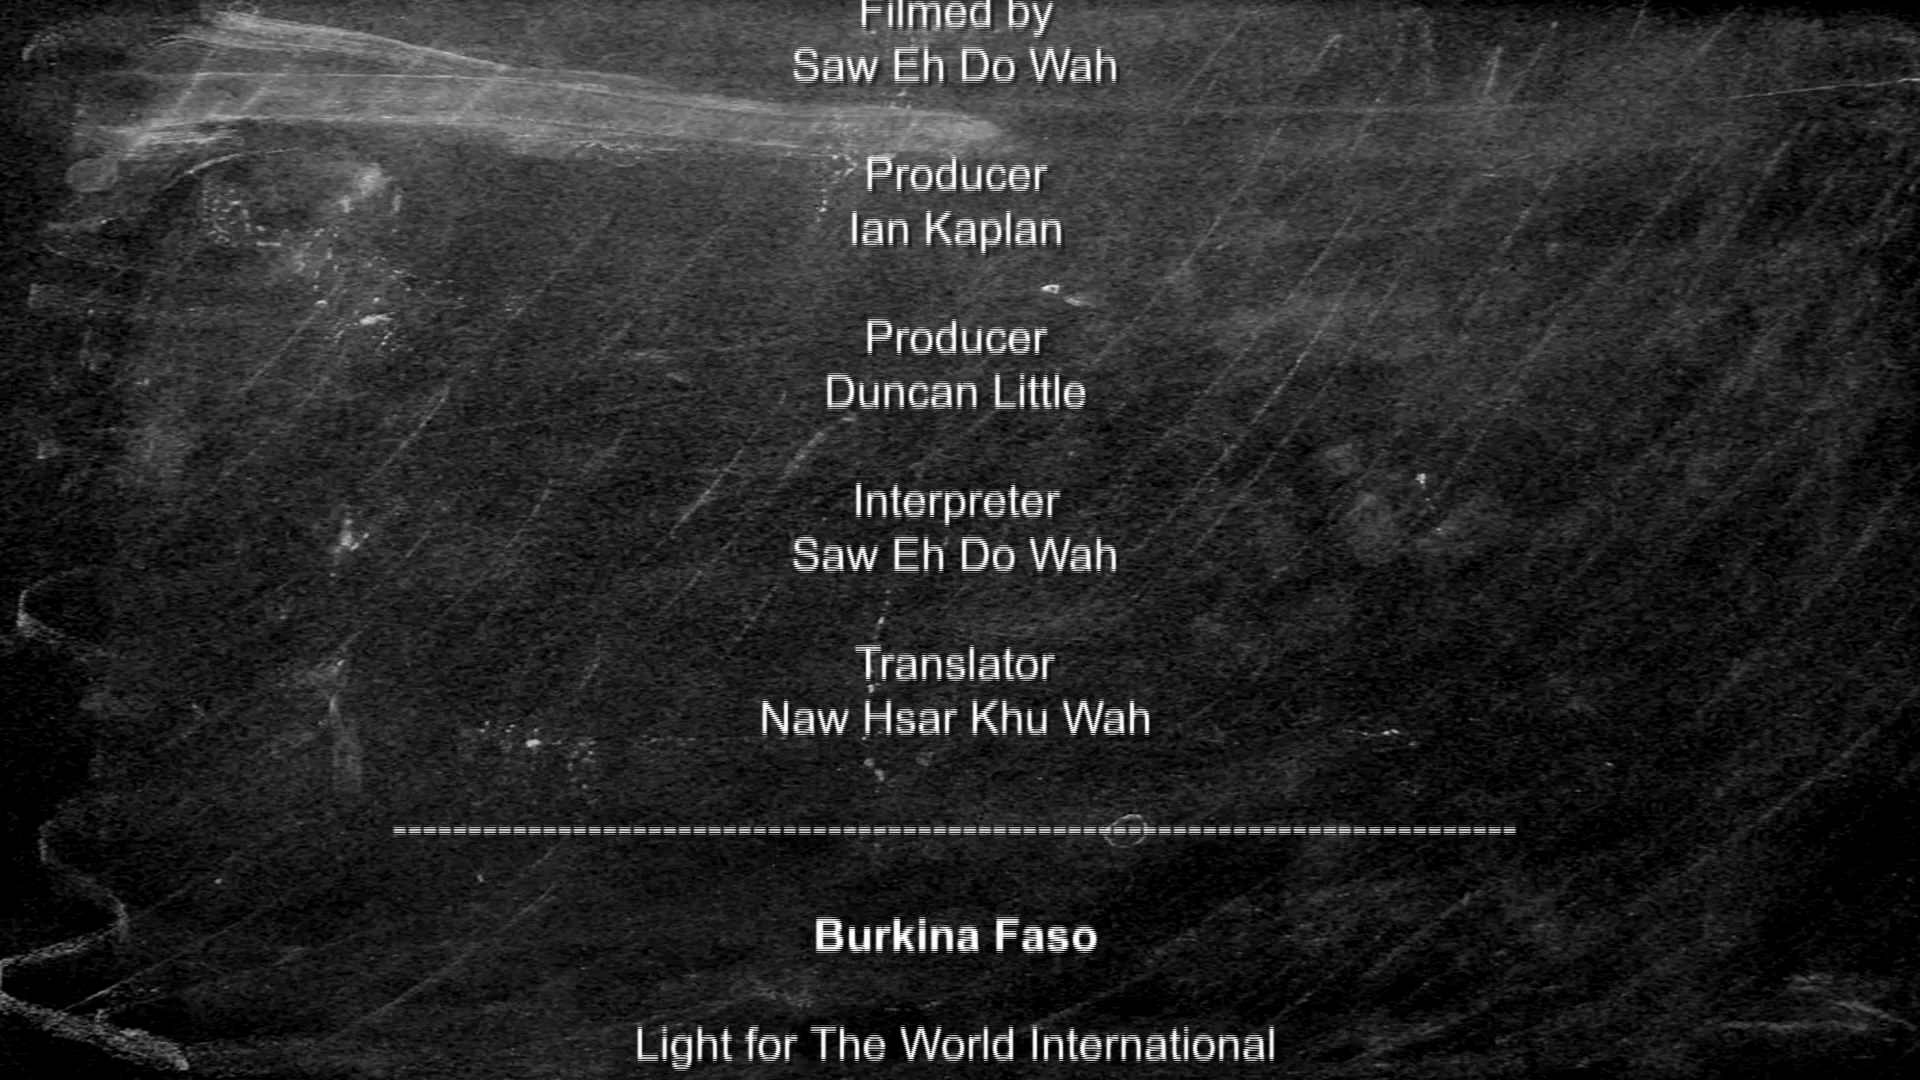 Filmed by
Saw Eh Do Wah
Producer
Ian Kaplan
Producer
Duncan Little
Interpreter
Saw Eh Do Wah
Translator
Naw Hsar Khu Wah
===========================================================================
Burkina Faso
Light for The World International